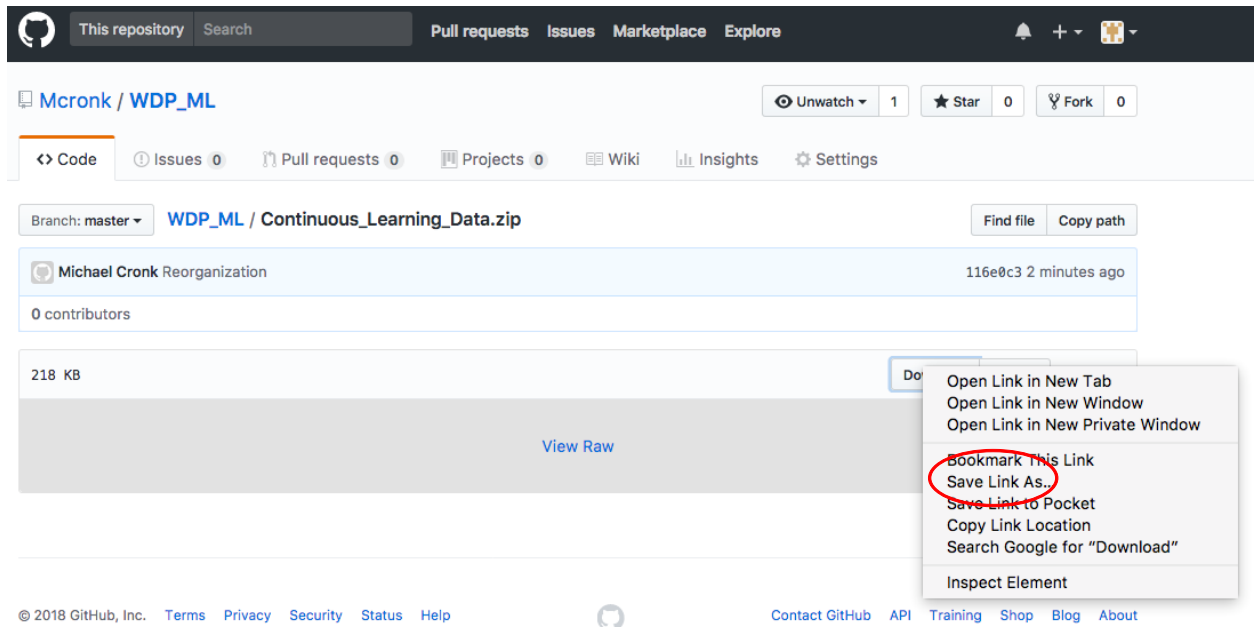 This repository Search Pull requests Issues Marketplace Explore
Mcronk / WDP_ML Unwatch 1 Star 0 Fork 0
Code Issues 0 Pull requests 0 Projects 0 Wiki Insights Settings
Branch: master WDP_ML / Continuous_Learning_Data.zip Find file Copy path
Michael Cronk Reorganization 116e0c3 2 minutes ago
0 contributors
218 KB
View Raw
Open Link in New Tab
Open Link in New Window
Open Link in New Private Window
Bookmark This Link
Save Link As...
Save Link to Pocket
Copy Link Location
Search Google for “Download”
Inspect Element
© 2018 GitHub, Inc. Terms Privacy Security Status Help Contact GitHub API Training Shop Blog About